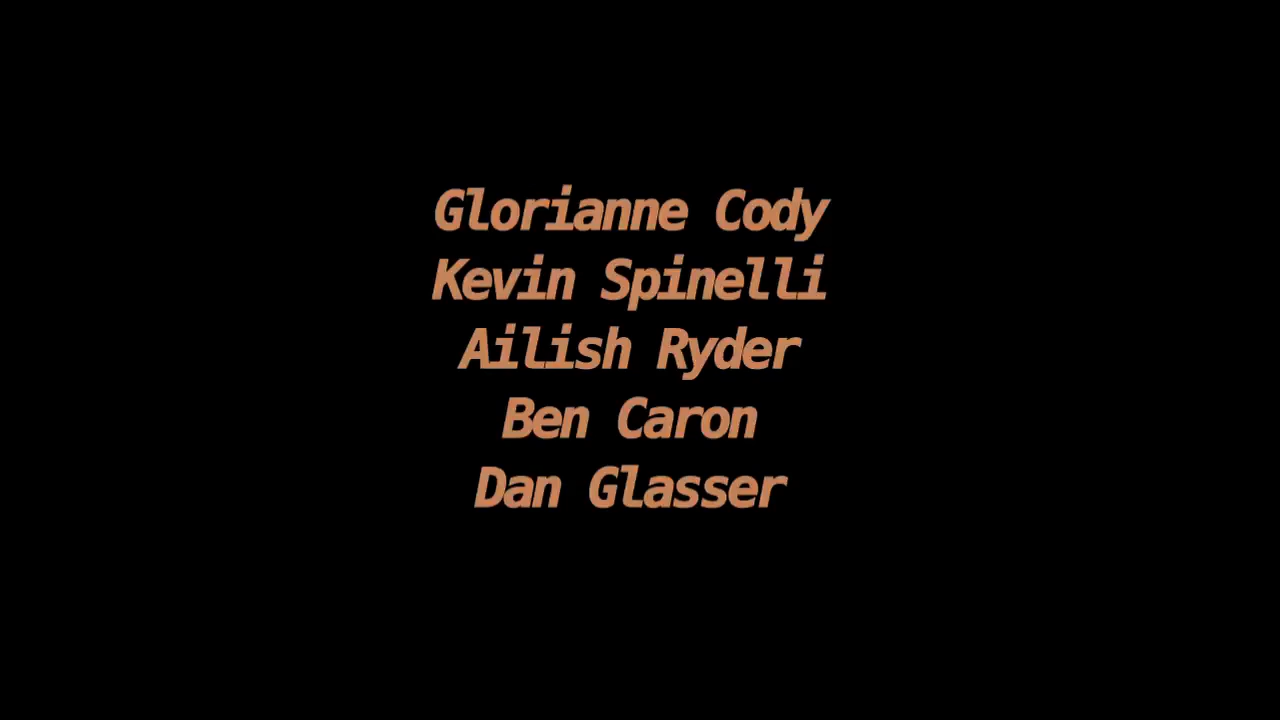 Glorianne Cody
Kevin Spinelli
Ailish Ryder
Ben Caron
Dan Glasser